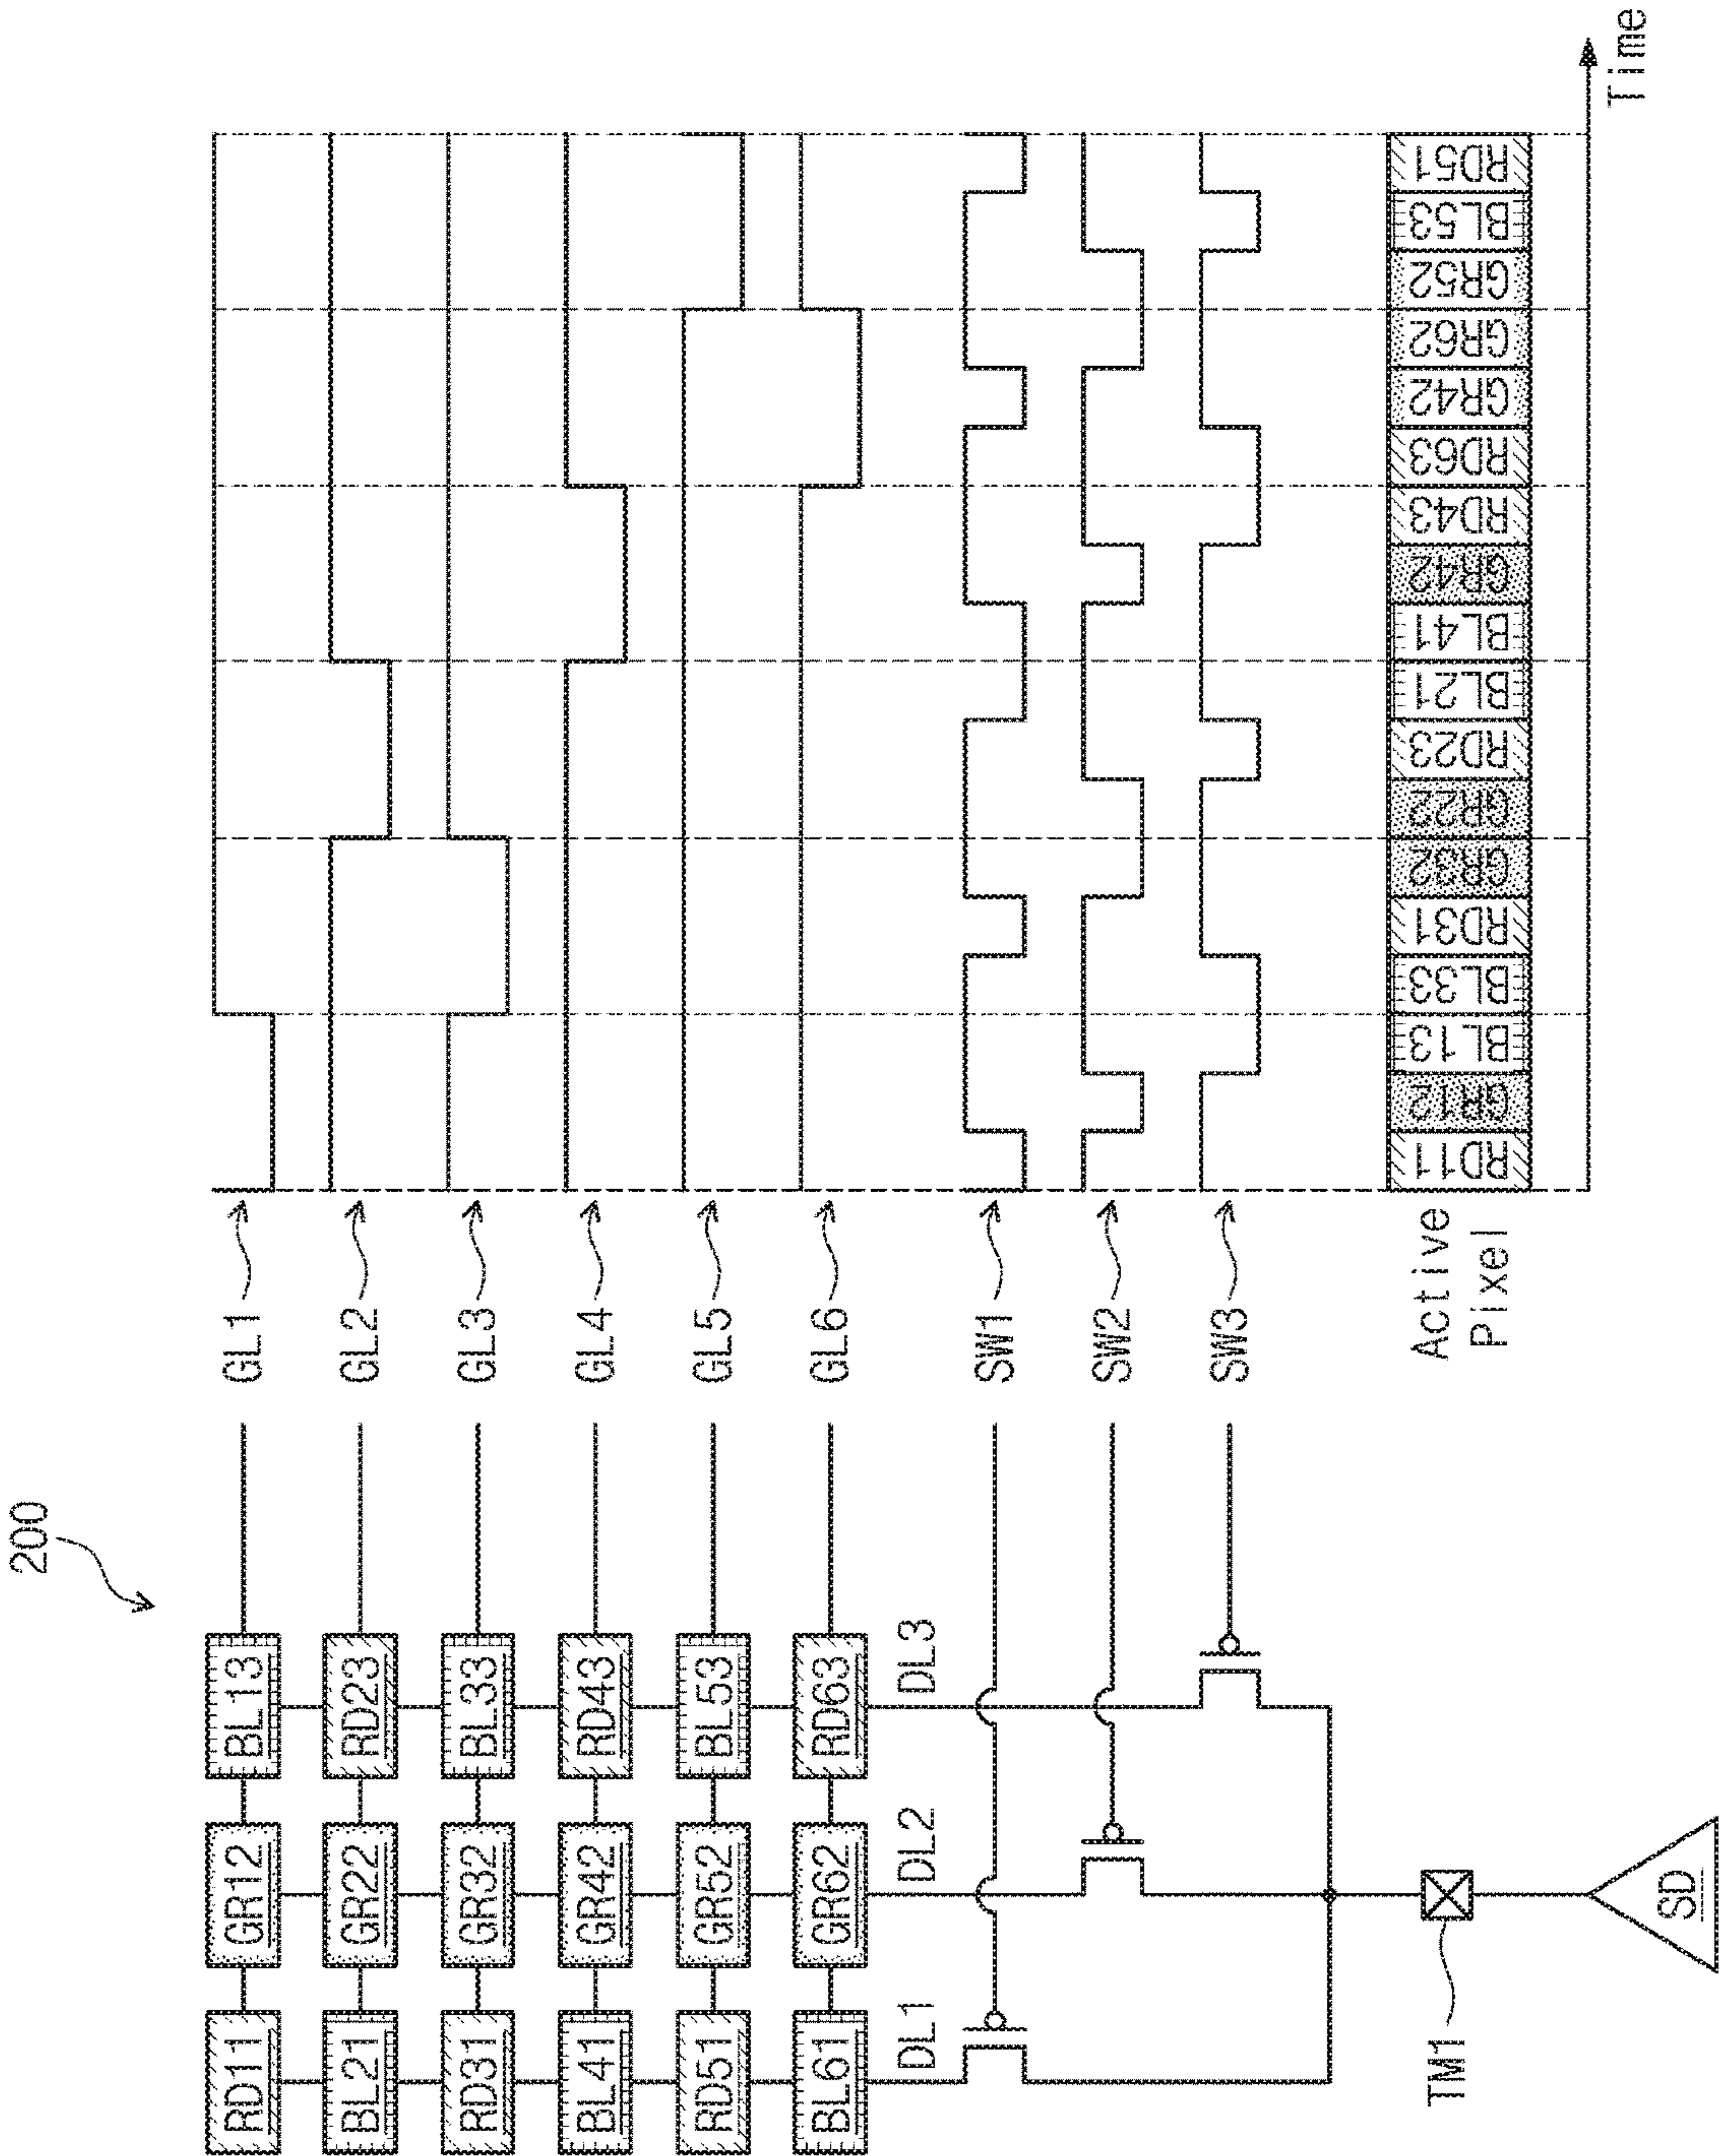 200
RD11 GR12 BL13 GL1
BL21 GR22 RD23 GL2
RD31 GR32 BL33 GL3
BL41 GR42 RD43 GL4
RD51 GR52 BL53 GL5
BL61 GR62 RD63 GL6
DL1 DL2 DL3
SW1
SW2
SW3
Active
Pixel
RD11 GR12 BL13 BL33 RD31 GR32 GR22 RD23 BL21 BL41 GR42 RD43 RD63 GR42 GR62 GR52 BL53 RD51
Time
TM1
SD